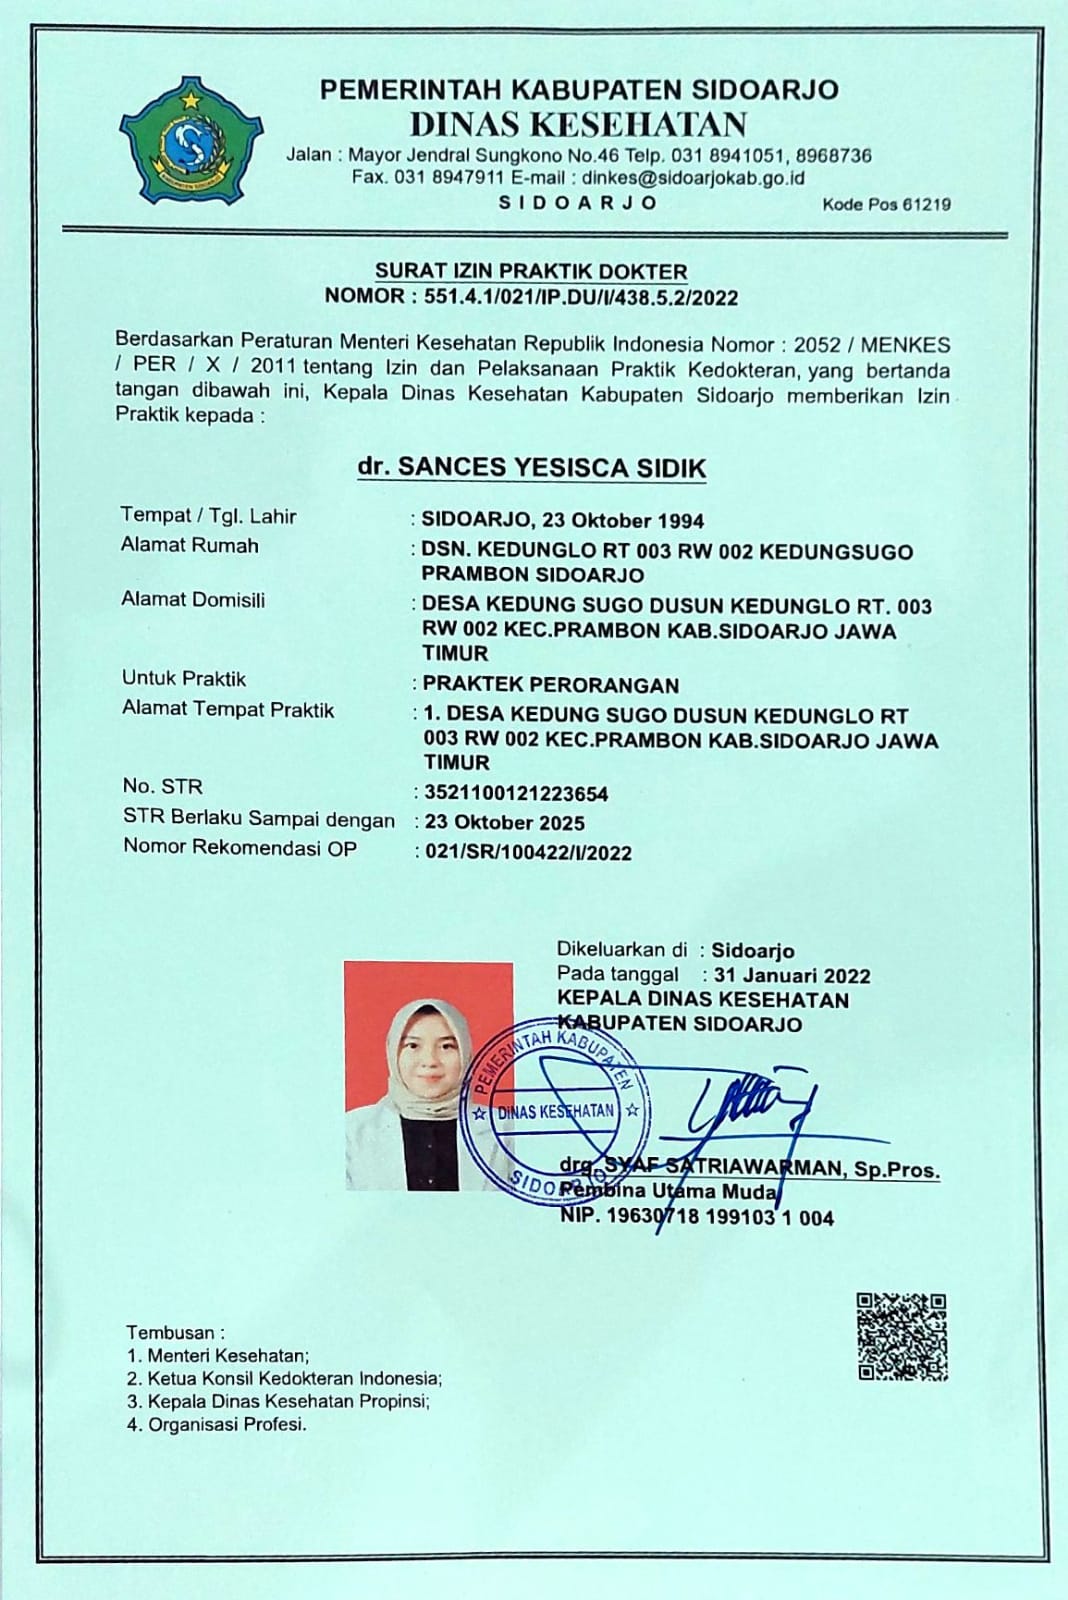 PEMERINTAH KABUPATEN SIDOARJO
DINAS KESEHATAN
Jalan : Mayor Jendral Sungkono No.46 Telp. 031 8941051, 8968736
Fax. 031 8947911 E-mail : dinkes@sidoarjokab.go.id
S I D O A R J O
Kode Pos 61219
KABUPATEN SIDOARJO
SURAT IZIN PRAKTIK DOKTER
NOMOR : 551.4.1/021/IP.DU/I/438.5.2/2022
Berdasarkan Peraturan Menteri Kesehatan Republik Indonesia Nomor : 2052 / MENKES
/ PER / X / 2011 tentang Izin dan Pelaksanaan Praktik Kedokteran, yang bertanda
tangan dibawah ini, Kepala Dinas Kesehatan Kabupaten Sidoarjo memberikan Izin
Praktik kepada :
dr. SANCES YESISCA SIDIK
Tempat / Tgl. Lahir : SIDOARJO, 23 Oktober 1994
Alamat Rumah : DSN. KEDUNGLO RT 003 RW 002 KEDUNGSUGO
PRAMBON SIDOARJO
Alamat Domisili : DESA KEDUNG SUGO DUSUN KEDUNGLO RT. 003
RW 002 KEC.PRAMBON KAB.SIDOARJO JAWA
TIMUR
Untuk Praktik : PRAKTEK PERORANGAN
Alamat Tempat Praktik : 1. DESA KEDUNG SUGO DUSUN KEDUNGLO RT
003 RW 002 KEC.PRAMBON KAB.SIDOARJO JAWA
TIMUR
No. STR : 3521100121223654
STR Berlaku Sampai dengan : 23 Oktober 2025
Nomor Rekomendasi OP : 021/SR/100422/I/2022
Dikeluarkan di : Sidoarjo
Pada tanggal : 31 Januari 2022
KEPALA DINAS KESEHATAN
KABUPATEN SIDOARJO
PEMERINTAH KABUPATEN
DINAS KESEHATAN
SIDOARJO
drg. SYAF SATRIAWARMAN, Sp.Pros.
Pembina Utama Muda
NIP. 19630718 199103 1 004
Tembusan :
1. Menteri Kesehatan;
2. Ketua Konsil Kedokteran Indonesia;
3. Kepala Dinas Kesehatan Propinsi;
4. Organisasi Profesi.